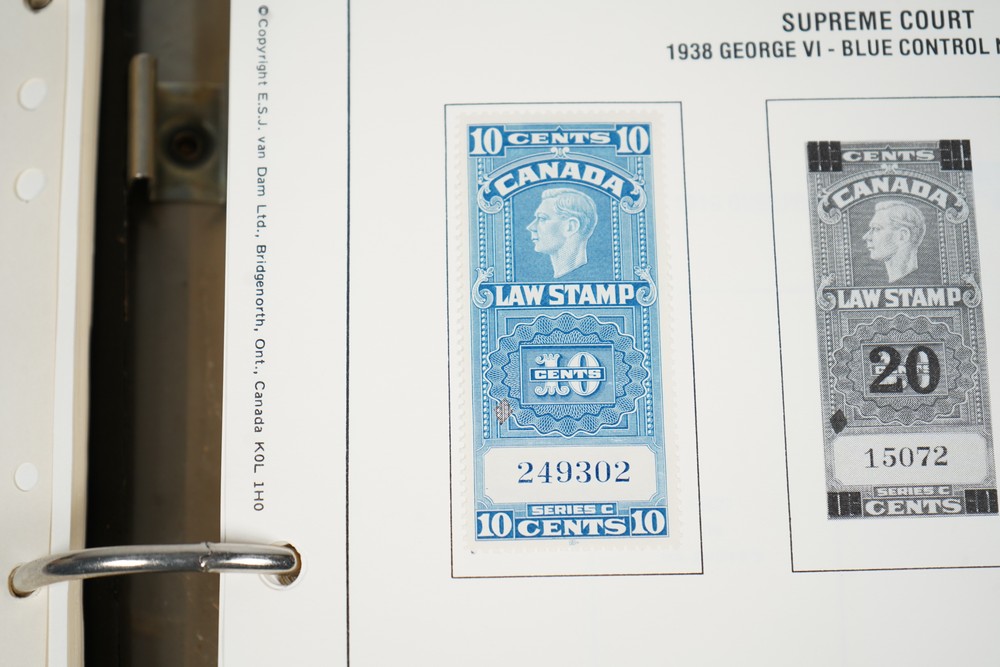 ©Copyright E.S.J. van Dam Ltd., Bridgenorth, Ont., Canada K0L 1H0
SUPREME COURT
1938 GEORGE VI - BLUE CONTROL
10 CENTS 10
CANADA
LAW STAMP
10
CENTS
249302
SERIES C
10 CENTS 10
CENTS
CANADA
LAW STAMP
20
15072
SERIES C
CENTS